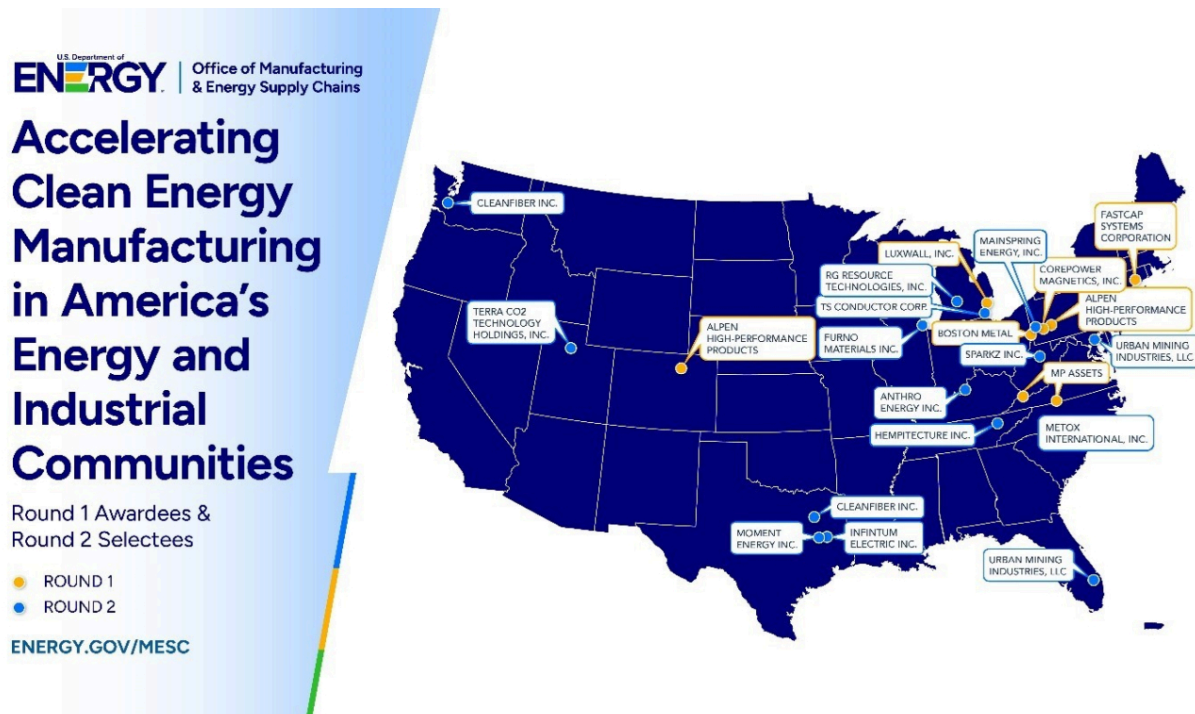 U.S. Department of
ENERGY
Office of Manufacturing
& Energy Supply Chains
Accelerating
Clean Energy
Manufacturing
in America's
Energy and
Industrial
Communities
Round 1 Awardees &
Round 2 Selectees
ROUND 1
ROUND 2
ENERGY.GOV/MESC
CLEANFIBER INC.
TERRA CO2
TECHNOLOGY
HOLDINGS, INC.
ALPEN
HIGH-PERFORMANCE
PRODUCTS
LUXWALL, INC.
RG RESOURCE
TECHNOLOGIES, INC.
TS CONDUCTOR CORP.
FURNO
MATERIALS INC.
MAINSPRING
ENERGY, INC.
FASTCAP
SYSTEMS
CORPORATION
COREPOWER
MAGNETICS, INC.
ALPEN
HIGH-PERFORMANCE
PRODUCTS
BOSTON METAL
SPARKZ INC.
URBAN MINING
INDUSTRIES, LLC
MP ASSETS
ANTHRO
ENERGY INC.
HEMPITECTURE INC.
METOX
INTERNATIONAL, INC.
CLEANFIBER INC.
MOMENT
ENERGY INC.
INFINTUM
ELECTRIC INC.
URBAN MINING
INDUSTRIES, LLC